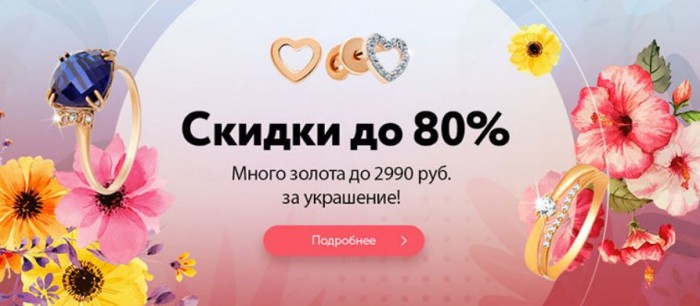 Скидки до 80%
Много золота до 2990 руб.
за украшение!
Подробнее